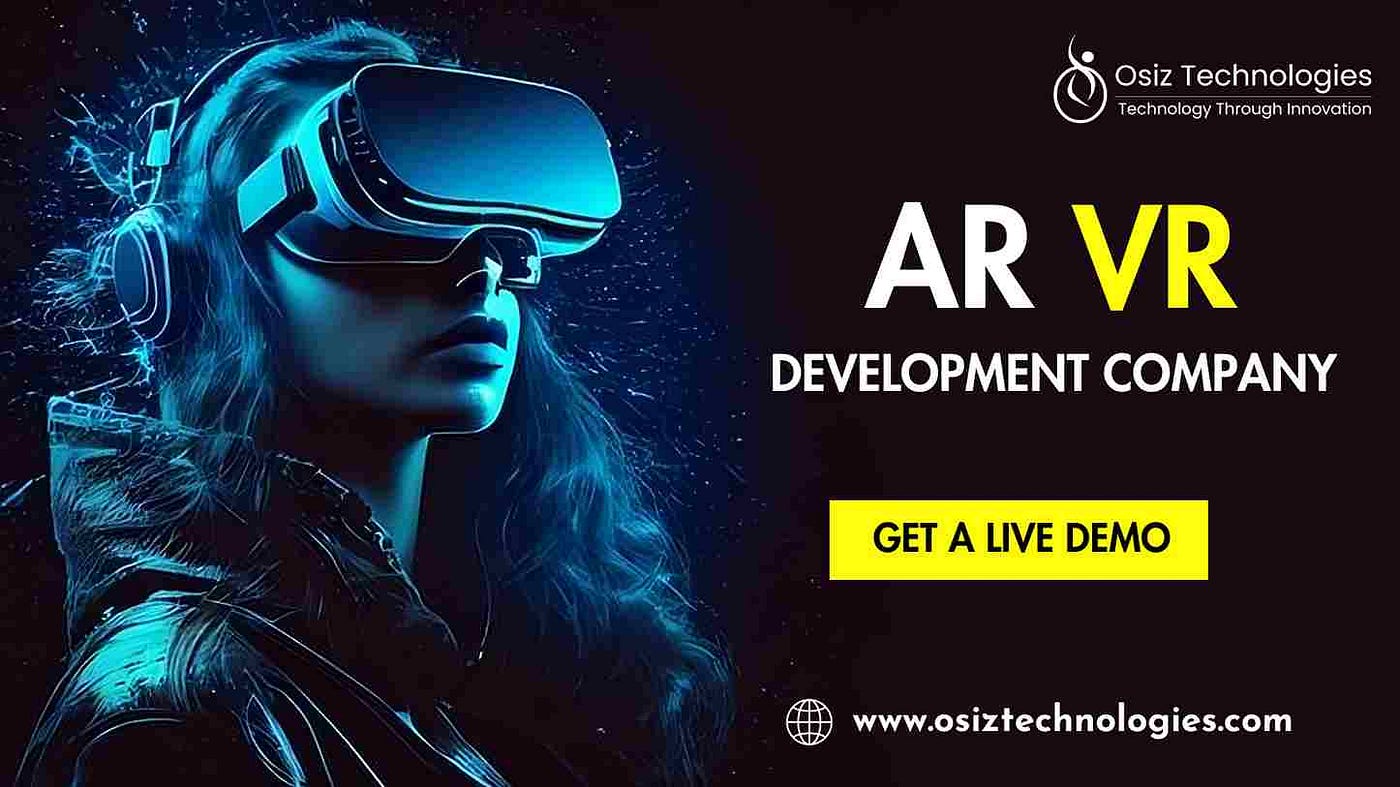 Osiz Technologies
Technology Through Innovation
AR VR
DEVELOPMENT COMPANY
GET A LIVE DEMO
www.osiztechnologies.com